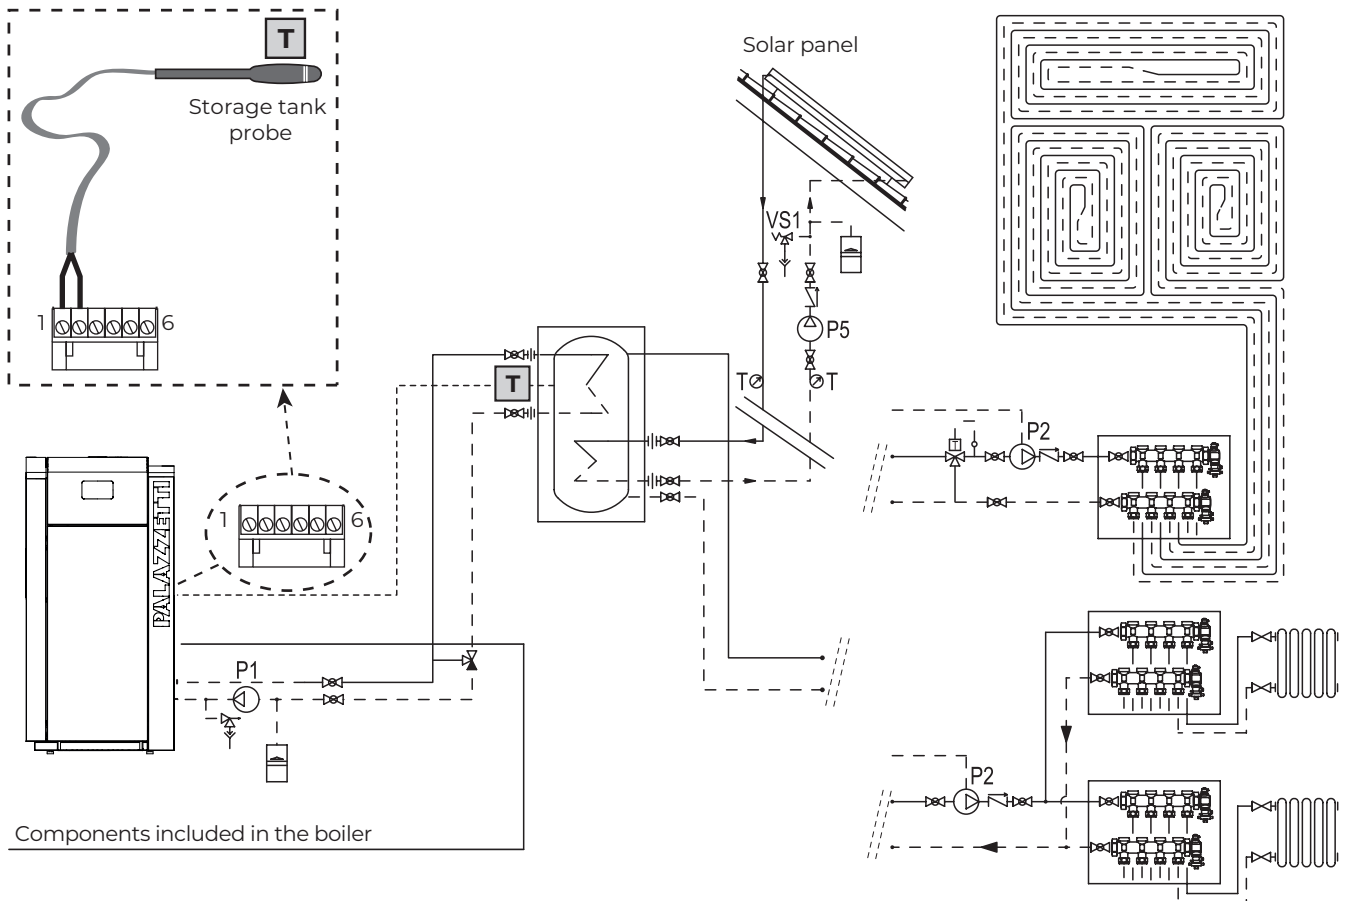 T
Storage tank
probe
1
6
Solar panel
VS1
P5
T
T
T
P2
T
1
6
PALAZZETTI
P1
P2
Components included in the boiler